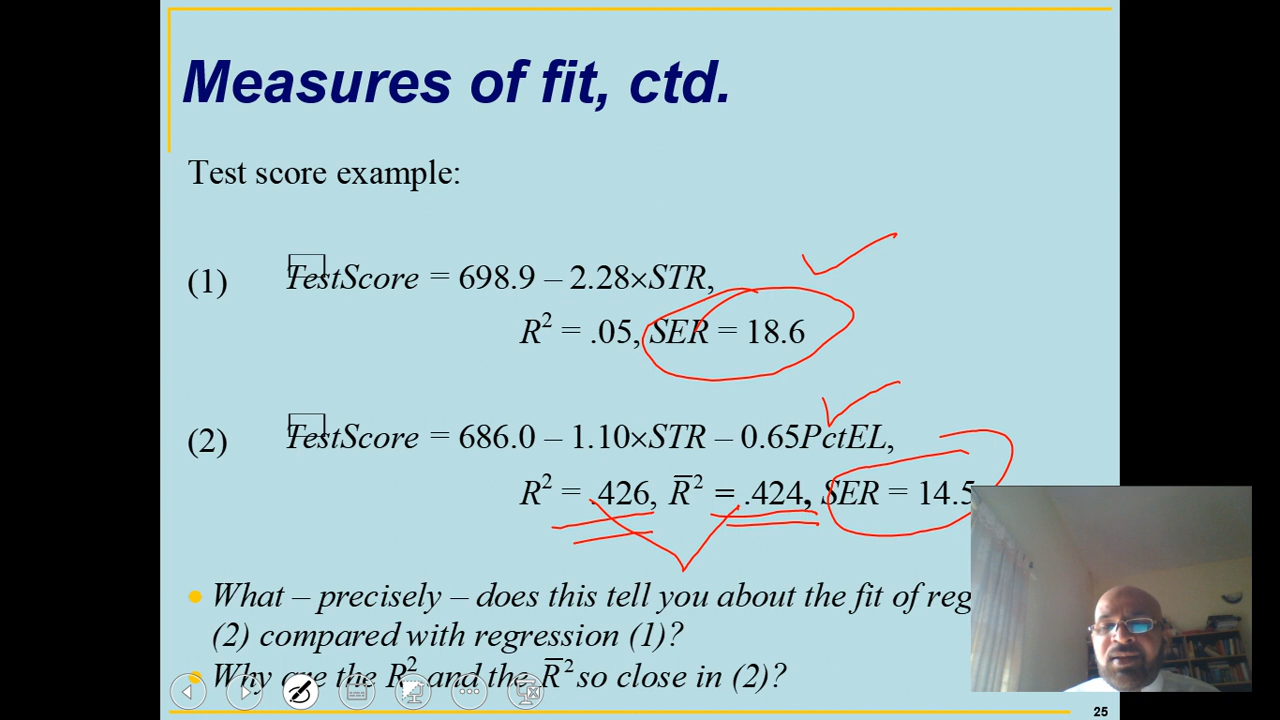 Measures of fit, ctd.
Test score example:
(1) TestScore = 698.9 – 2.28×STR,
R² = .05, SER = 18.6
(2) TestScore = 686.0 – 1.10×STR – 0.65PctEL,
R² = .426, R̄² = .424, SER = 14.5
• What – precisely – does this tell you about the fit of reg
(2) compared with regression (1)?
• Why are the R² and the R̄² so close in (2)?
25